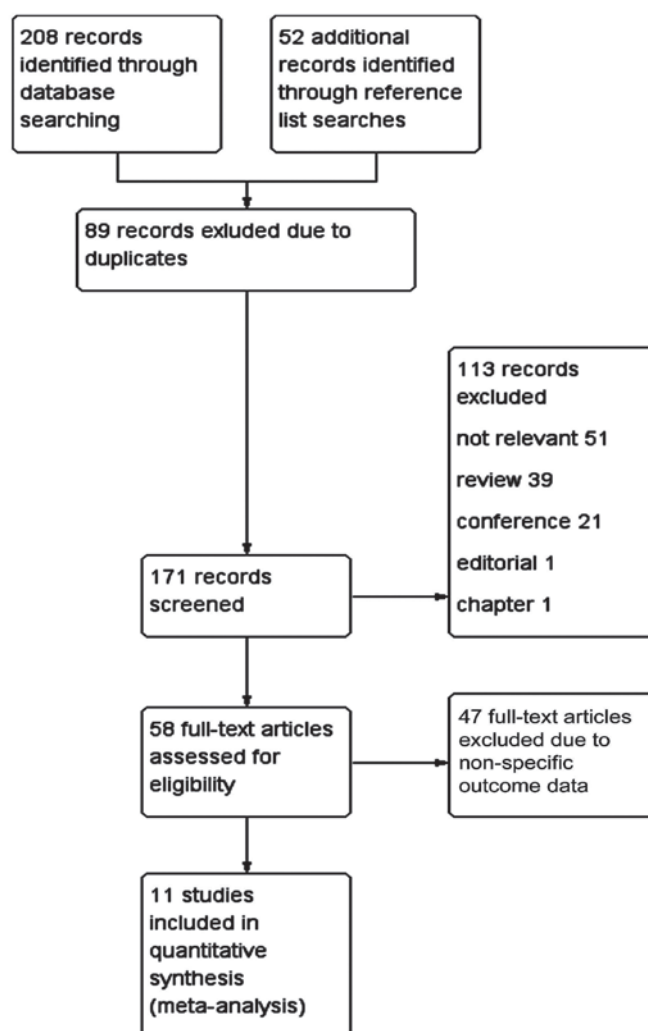 208 records
identified through
database
searching
52 additional
records identified
through reference
list searches
89 records exluded due to
duplicates
113 records
excluded
not relevant 51
review 39
conference 21
editorial 1
chapter 1
171 records
screened
58 full-text articles
assessed for
eligibility
47 full-text articles
excluded due to
non-specific
outcome data
11 studies
included in
quantitative
synthesis
(meta-analysis)